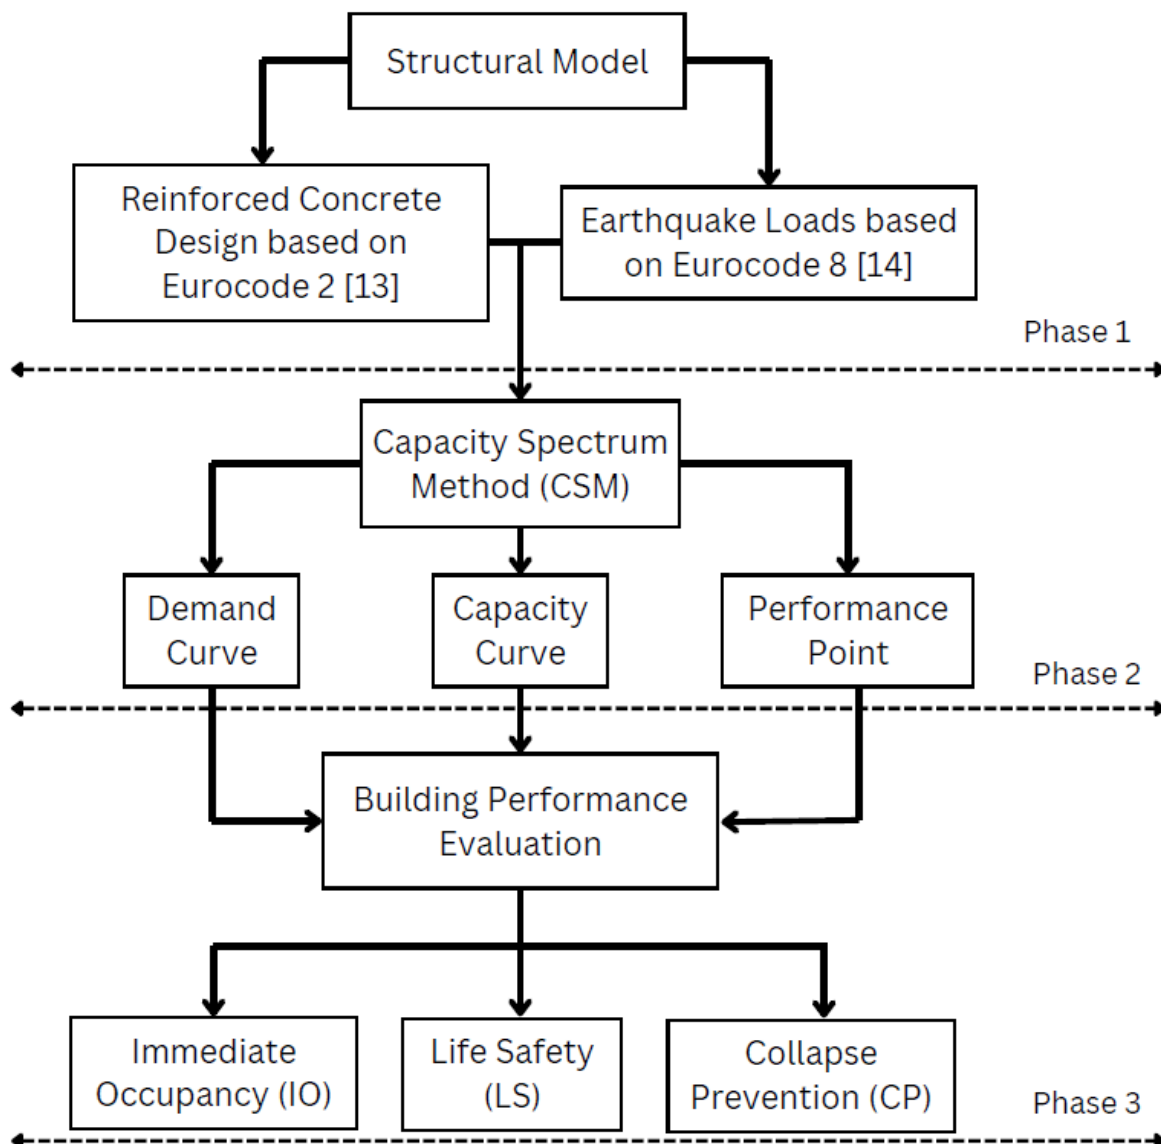 Structural Model
Reinforced Concrete
Design based on
Eurocode 2 [13]
Earthquake Loads based
on Eurocode 8 [14]
Phase 1
Capacity Spectrum
Method (CSM)
Demand
Curve
Capacity
Curve
Performance
Point
Phase 2
Building Performance
Evaluation
Immediate
Occupancy (IO)
Life Safety
(LS)
Collapse
Prevention (CP)
Phase 3